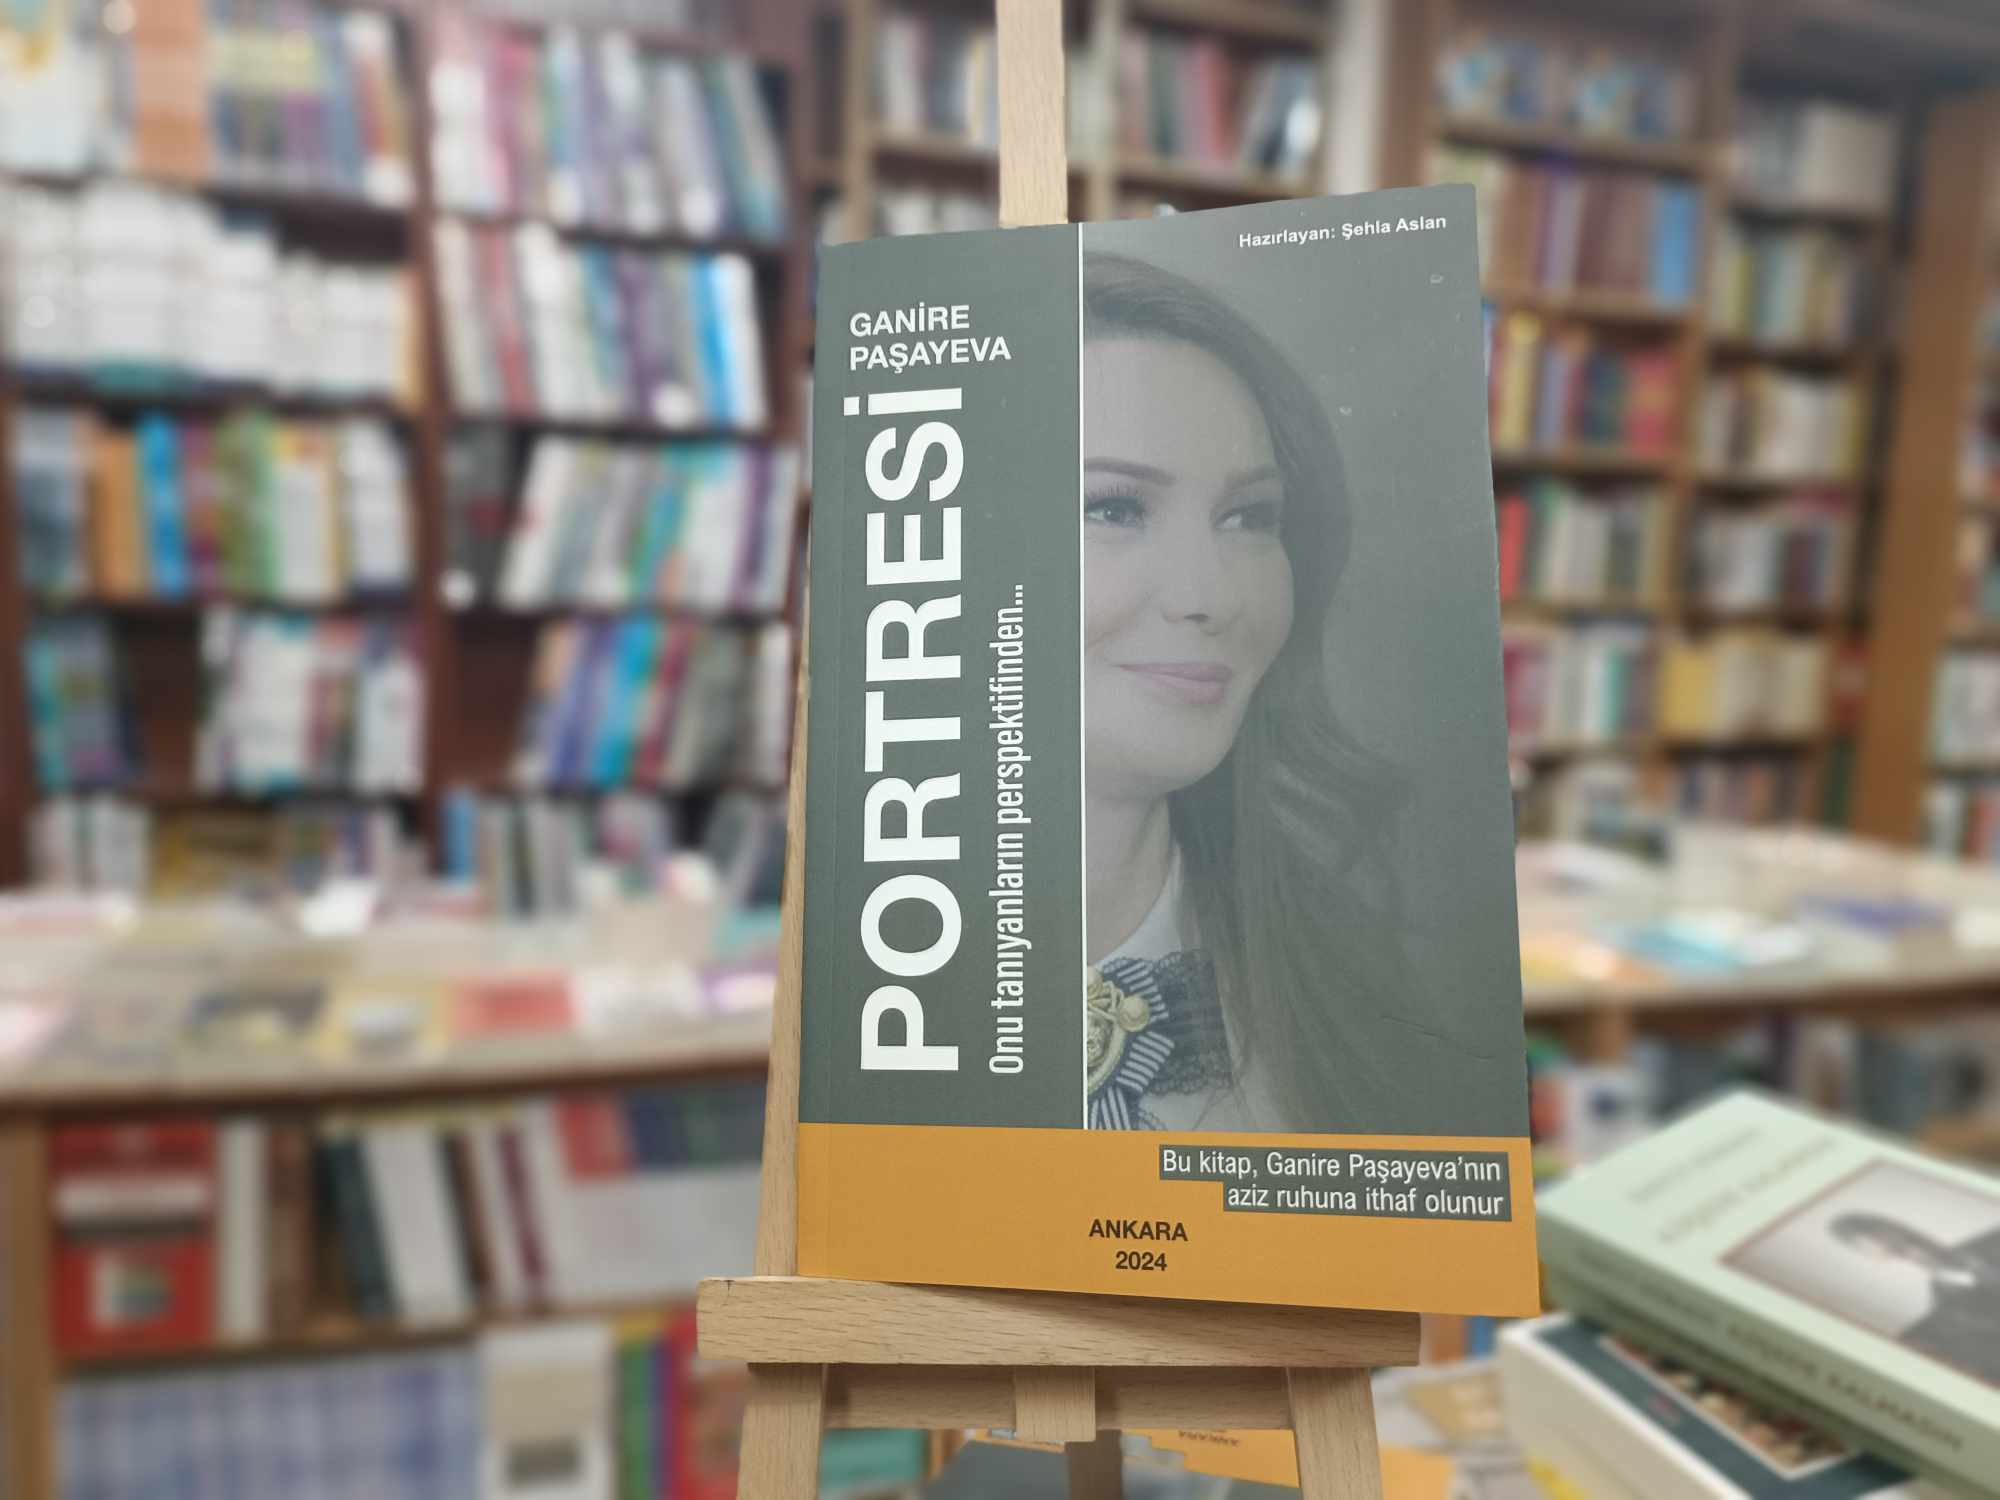 Hazırlayan: Şehla Aslan
GANİRE
PAŞAYEVA
PORTRESİ
Onu tanıyanların perspektifinden...
Bu kitap, Ganire Paşayeva'nın
aziz ruhuna ithaf olunur
ANKARA
2024